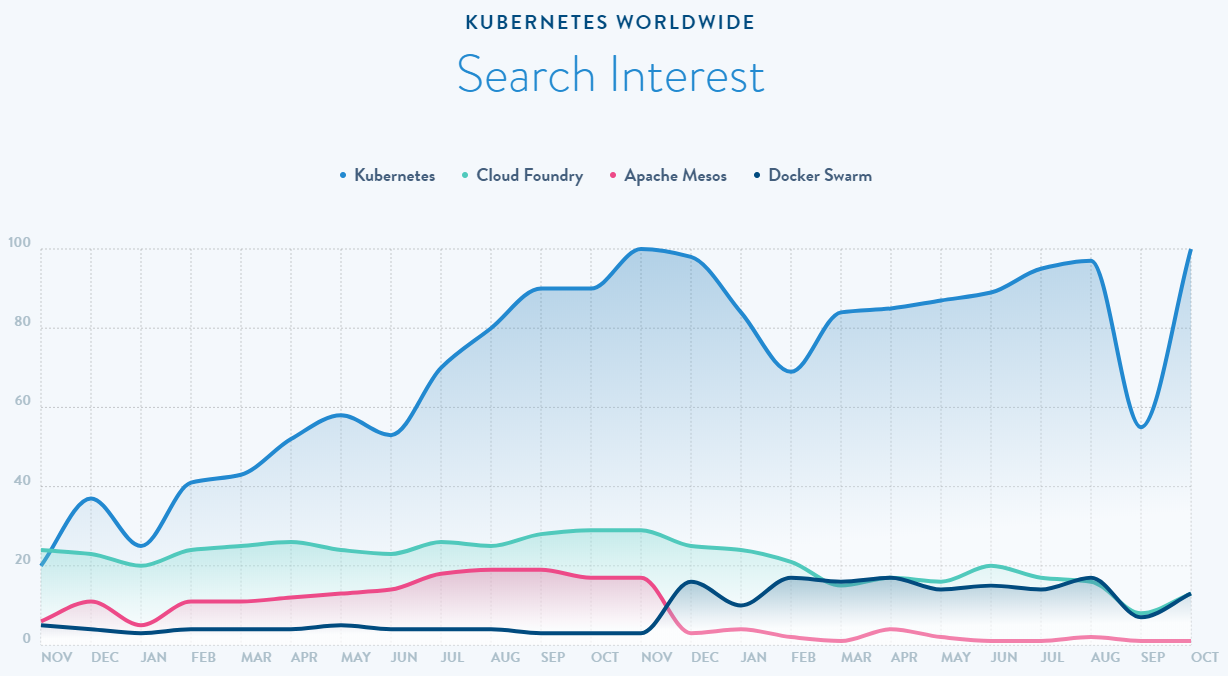 KUBERNETES WORLDWIDE
Search Interest
Kubernetes Cloud Foundry Apache Mesos Docker Swarm
100
80
60
40
20
0
NOV DEC JAN FEB MAR APR MAY JUN JUL AUG SEP OCT NOV DEC JAN FEB MAR APR MAY JUN JUL AUG SEP OCT